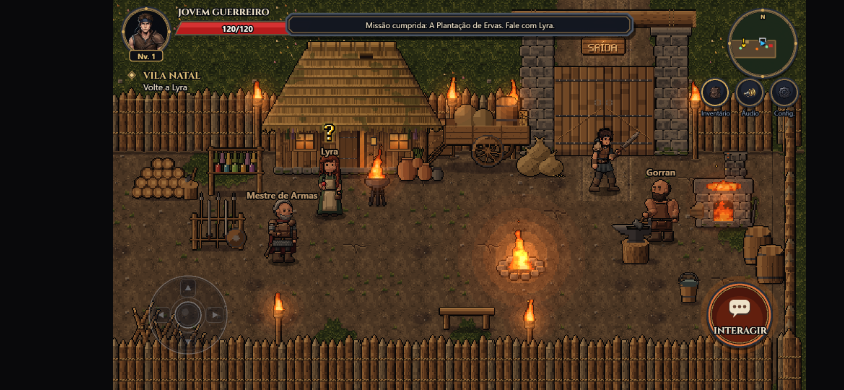 JOVEM GUERREIRO
120/120
Nv. 1
Missão cumprida: A Plantação de Ervas. Fale com Lyra.
N
VILA NATAL
Volte a Lyra
SAÍDA
Inventário
Áudio
Config.
?
Lyra
Mestre de Armas
Gorran
INTERAGIR